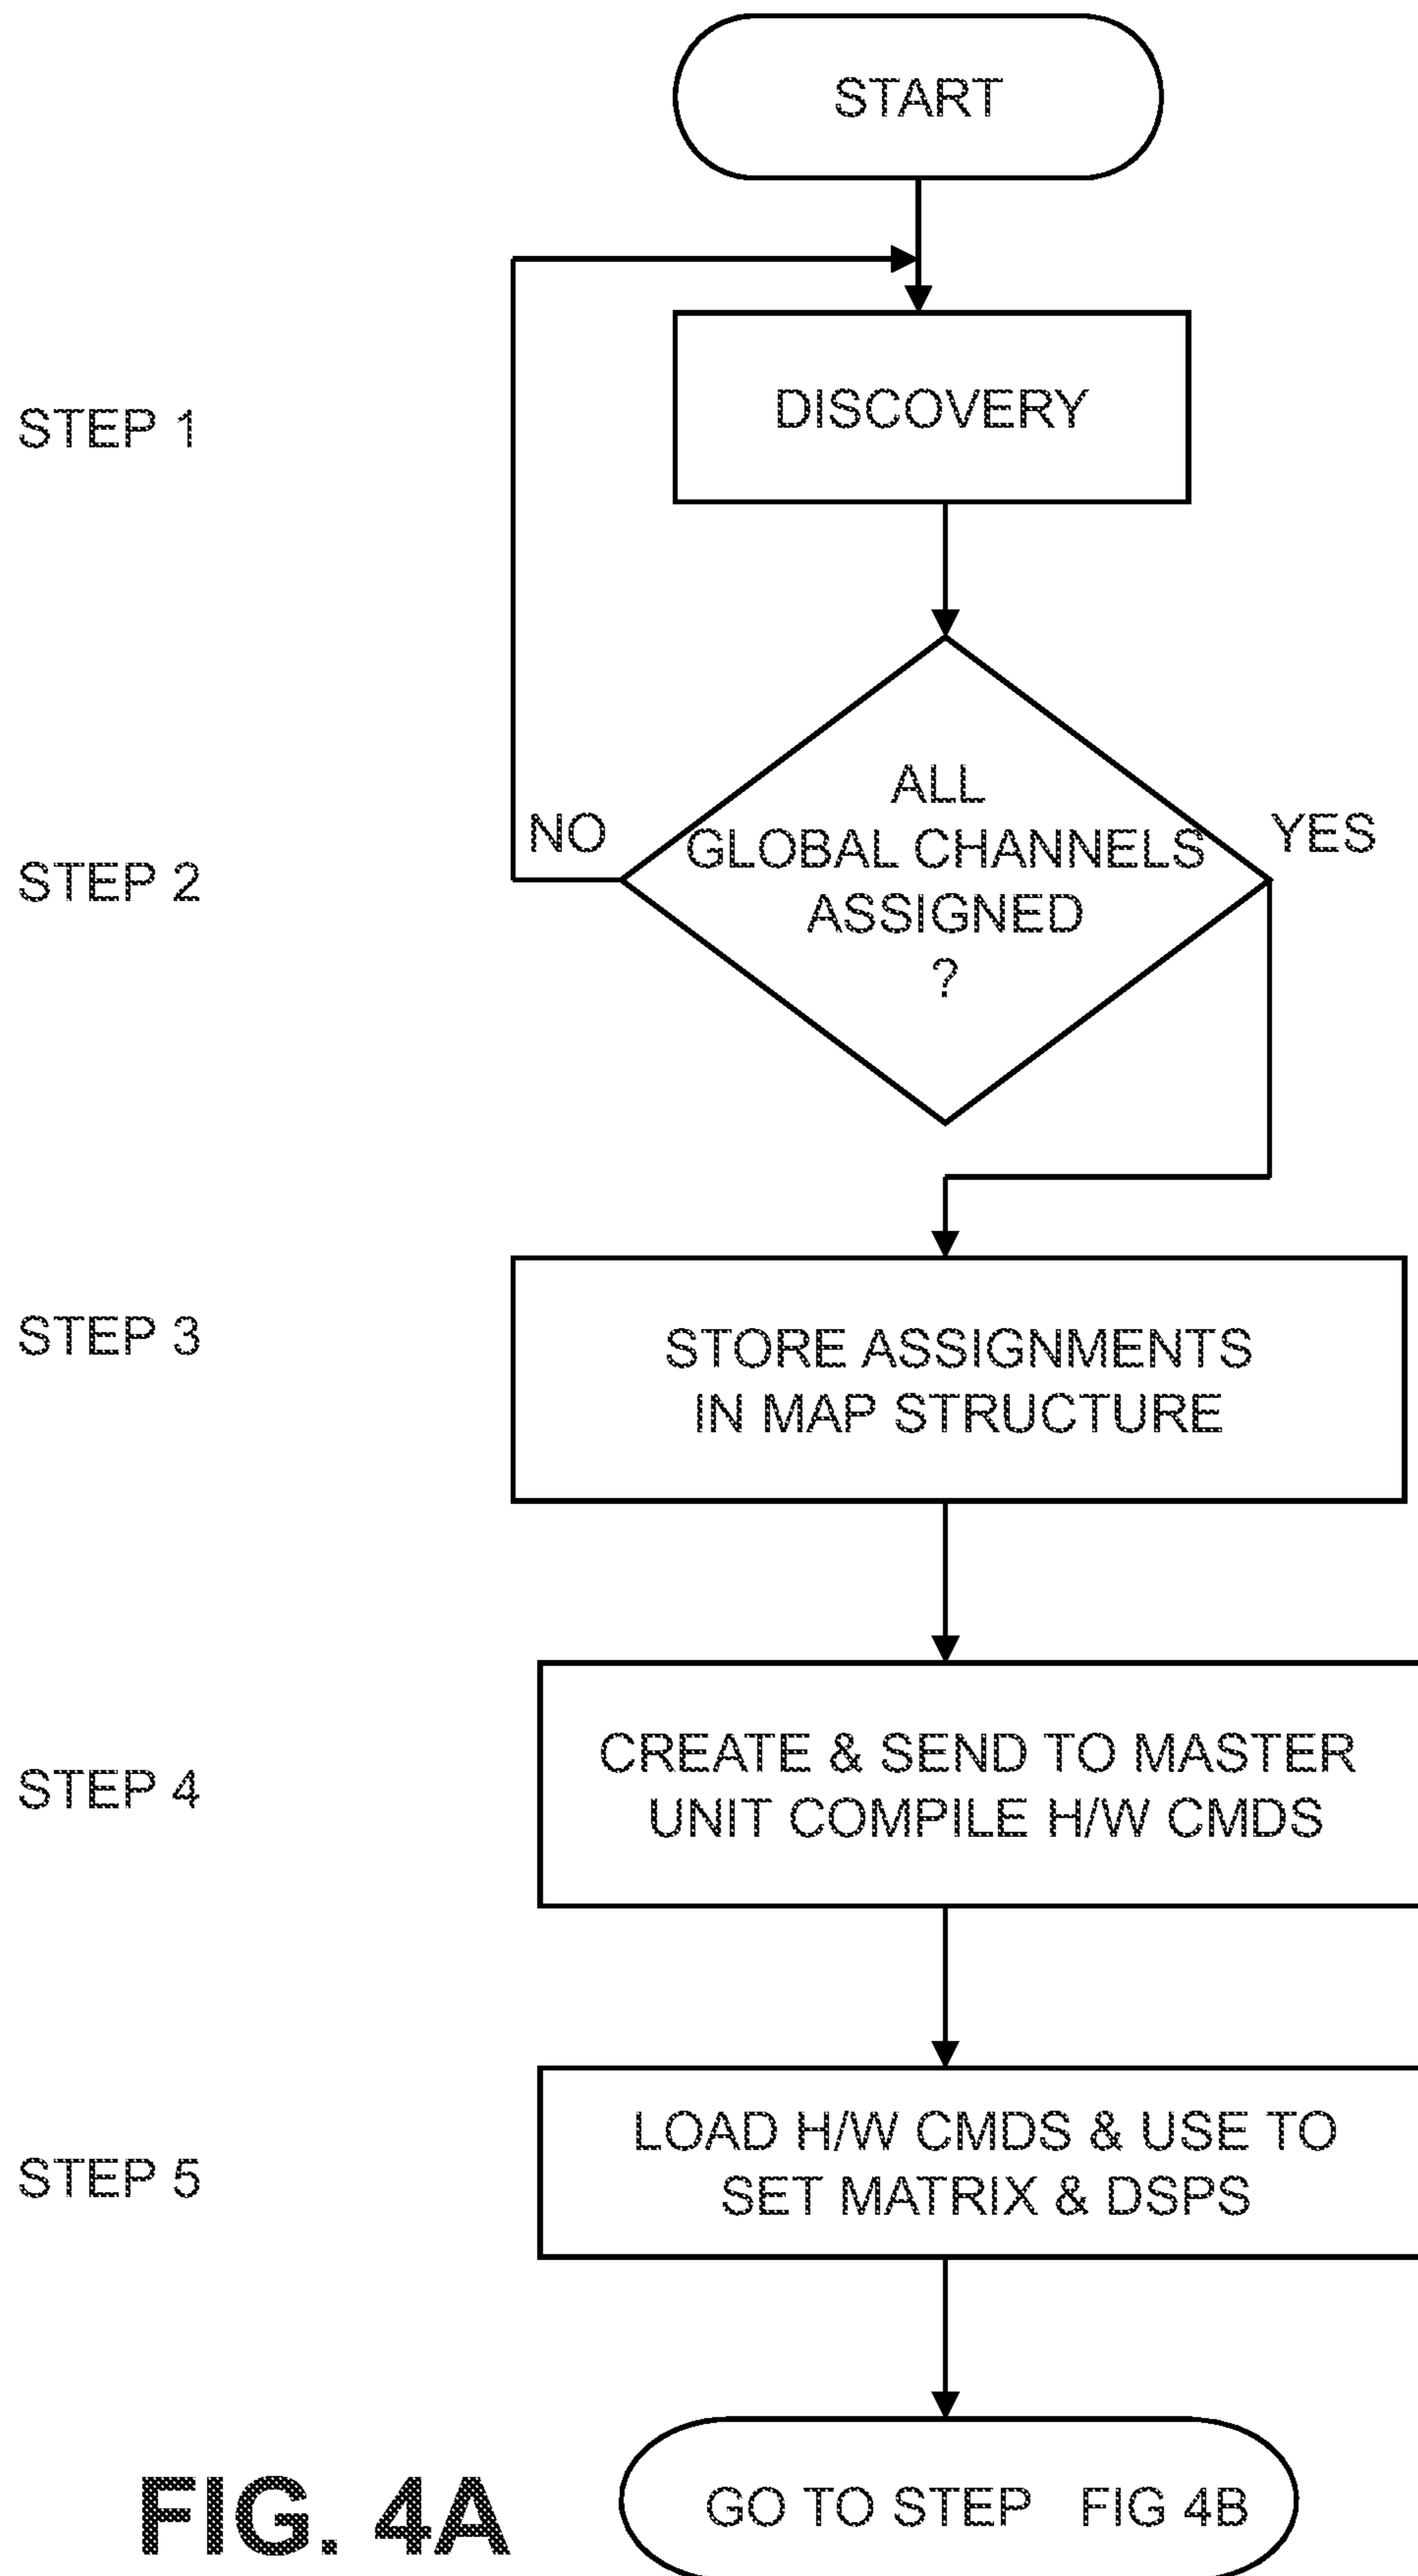 START
STEP 1
DISCOVERY
NO
YES
STEP 2
ALL
GLOBAL CHANNELS
ASSIGNED
?
STEP 3
STORE ASSIGNMENTS
IN MAP STRUCTURE
STEP 4
CREATE & SEND TO MASTER
UNIT COMPILE H/W CMDS
STEP 5
LOAD H/W CMDS & USE TO
SET MATRIX & DSPS
FIG. 4A
GO TO STEP FIG 4B